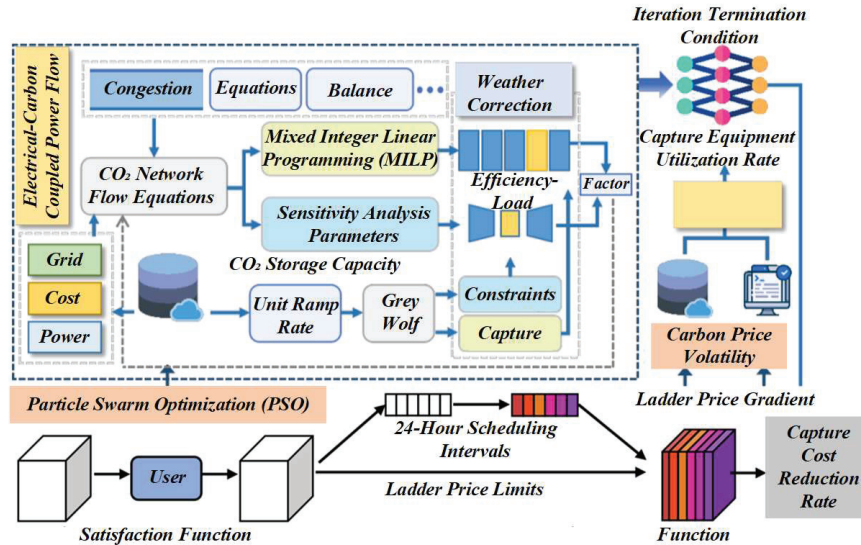 Iteration Termination
Condition
Electrical-Carbon
Coupled Power Flow
Congestion
Equations
Balance
Weather
Correction
Mixed Integer Linear
Programming (MILP)
Capture Equipment
Utilization Rate
CO₂ Network
Flow Equations
Efficiency-
Load
Factor
Sensitivity Analysis
Parameters
CO₂ Storage Capacity
Grid
Cost
Power
Unit Ramp
Rate
Grey
Wolf
Constraints
Capture
Carbon Price
Volatility
Particle Swarm Optimization (PSO)
Ladder Price Gradient
24-Hour Scheduling
Intervals
User
Ladder Price Limits
Capture
Cost
Reduction
Rate
Satisfaction Function
Function